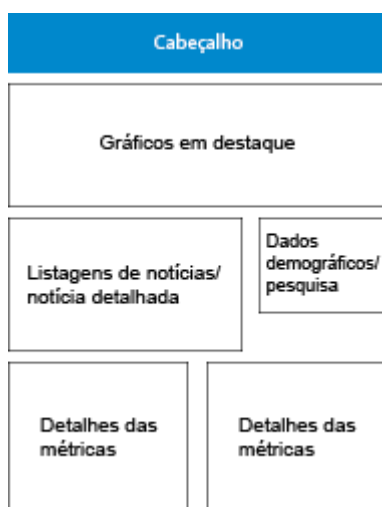 Cabeçalho
Gráficos em destaque
Listagens de notícias/
notícia detalhada
Dados
demográficos/
pesquisa
Detalhes das
métricas
Detalhes das
métricas